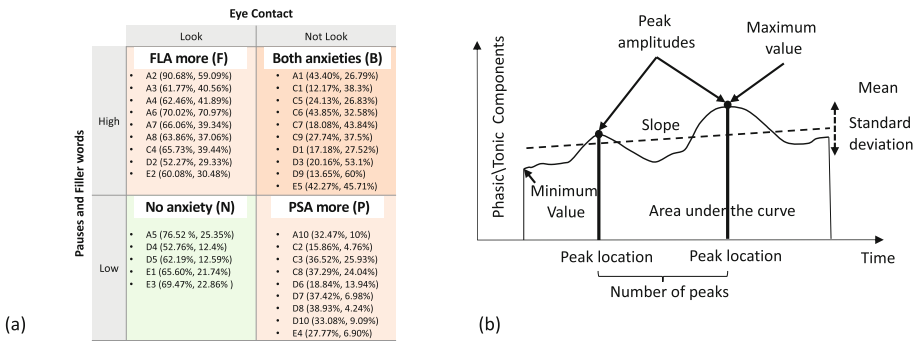 Eye Contact
Look
Not Look
Pauses and Filler words
High
FLA more (F)
• A2 (90.68%, 59.09%)
• A3 (61.77%, 40.56%)
• A4 (62.46%, 41.89%)
• A6 (70.02%, 70.97%)
• A7 (66.06%, 39.34%)
• A8 (63.86%, 37.06%)
• C4 (65.73%, 39.44%)
• D2 (52.27%, 29.33%)
• E2 (60.08%, 30.48%)
Both anxieties (B)
• A1 (43.40%, 26.79%)
• C1 (12.17%, 38.3%)
• C5 (24.13%, 26.83%)
• C6 (43.85%, 32.58%)
• C7 (18.08%, 43.84%)
• C9 (27.74%, 37.5%)
• D1 (17.18%, 27.52%)
• D3 (20.16%, 53.1%)
• D9 (13.65%, 60%)
• E5 (42.27%, 45.71%)
Low
No anxiety (N)
• A5 (76.52 %, 25.35%)
• D4 (52.76%, 12.4%)
• D5 (62.19%, 12.59%)
• E1 (65.60%, 21.74%)
• E3 (69.47%, 22.86% )
PSA more (P)
• A10 (32.47%, 10%)
• C2 (15.86%, 4.76%)
• C3 (36.52%, 25.93%)
• C8 (37.29%, 24.04%)
• D6 (18.84%, 13.94%)
• D7 (37.42%, 6.98%)
• D8 (38.93%, 4.24%)
• D10 (33.08%, 9.09%)
• E4 (27.77%, 6.90%)
(a)
Phasic\Tonic Components
Peak
amplitudes
Maximum
value
Mean
Standard
deviation
Slope
Minimum
Value
Area under the curve
Peak location
Peak location
Time
Number of peaks
(b)